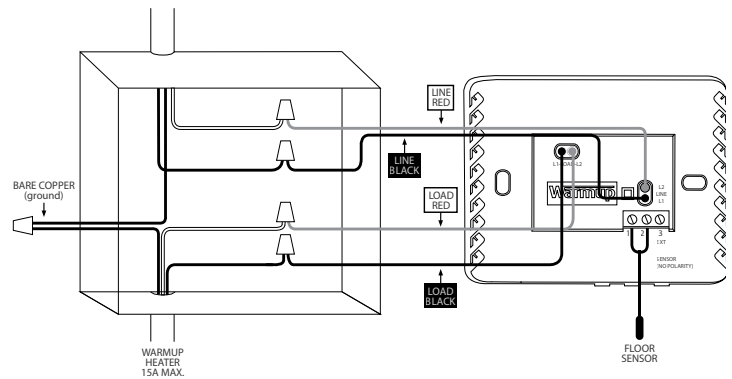 LINE
RED
LINE
BLACK
BARE COPPER
(ground)
LOAD
RED
LOAD
BLACK
WARMUP
HEATER
15A MAX.
L1-LOAD-L2
Warmup
L2
LINE
L1
1 2 3
EXT
SENSOR
[NO POLARITY]
FLOOR
SENSOR